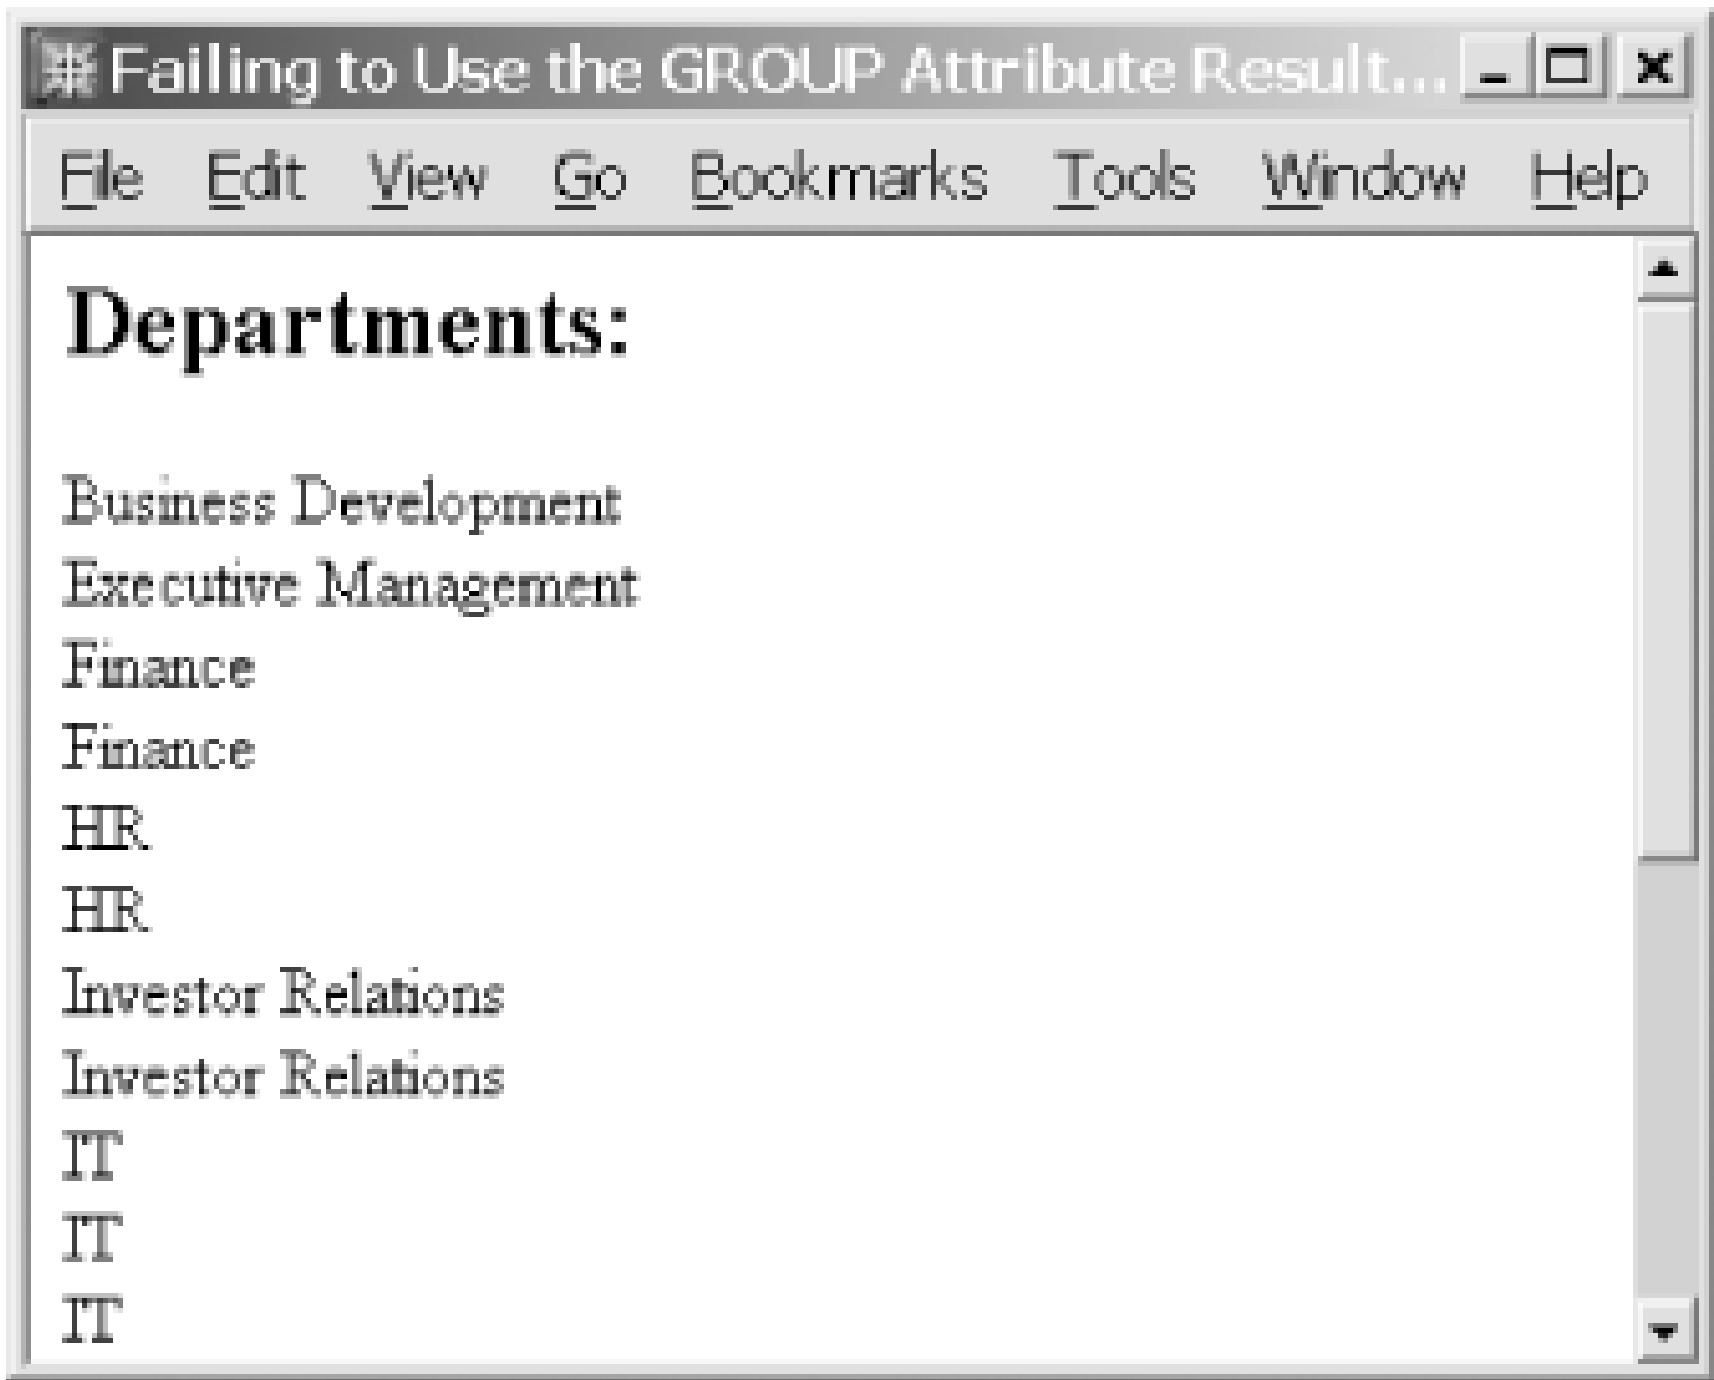 Failing to Use the GROUP Attribute Result...
File Edit View Go Bookmarks Tools Window Help
Departments:
Business Development
Executive Management
Finance
Finance
HR
HR
Investor Relations
Investor Relations
IT
IT
IT